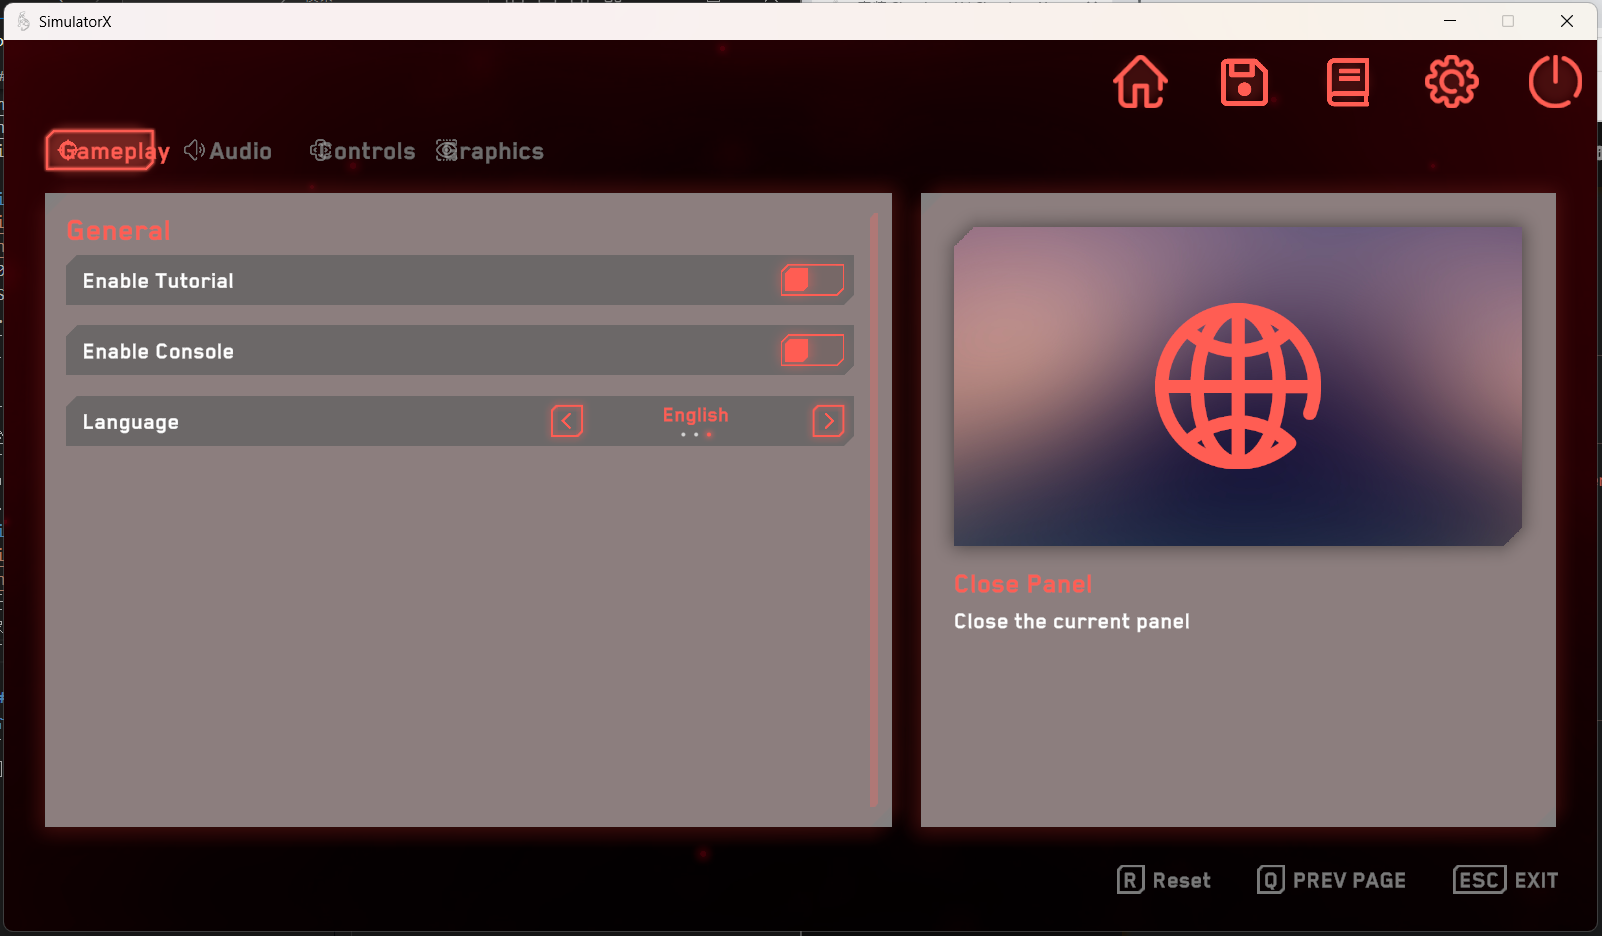 SimulatorX
Gameplay Audio Controls Graphics
General
Enable Tutorial
Enable Console
Language
English
Close Panel
Close the current panel
R Reset Q PREV PAGE ESC EXIT